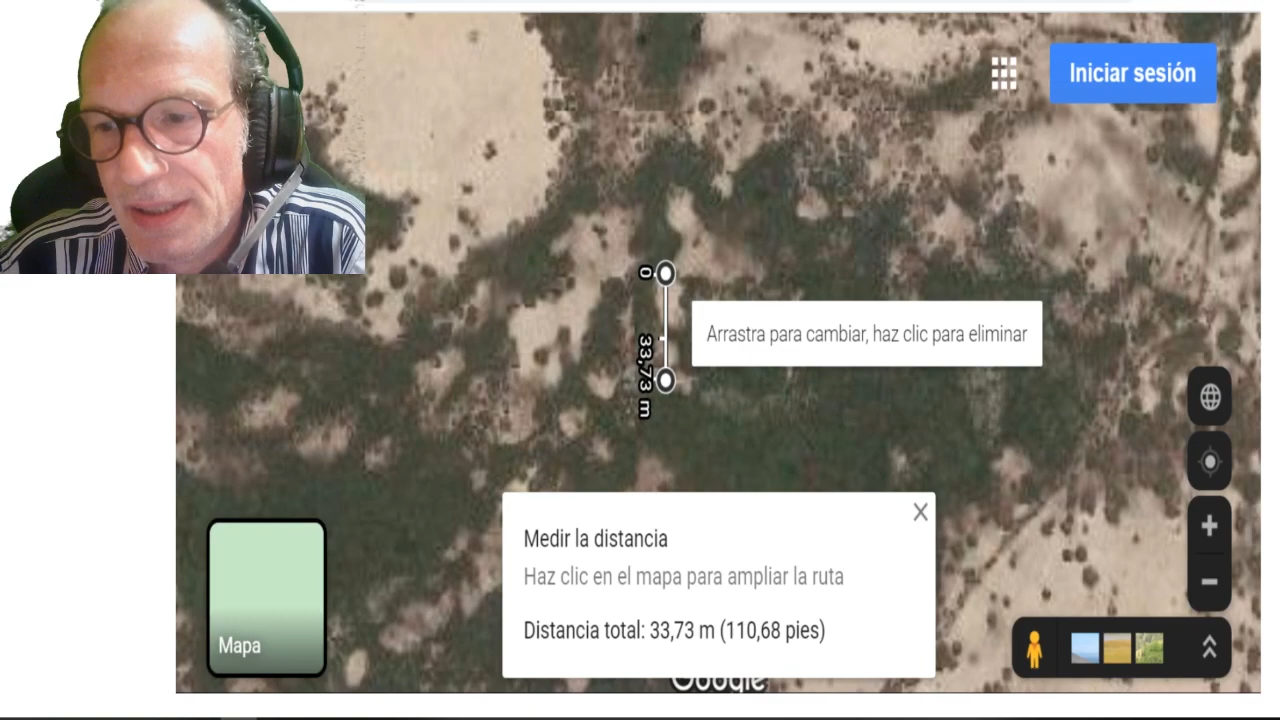 Iniciar sesión
0
33,73 m
Arrastra para cambiar, haz clic para eliminar
Medir la distancia
Haz clic en el mapa para ampliar la ruta
Distancia total: 33,73 m (110,68 pies)
Mapa
Google